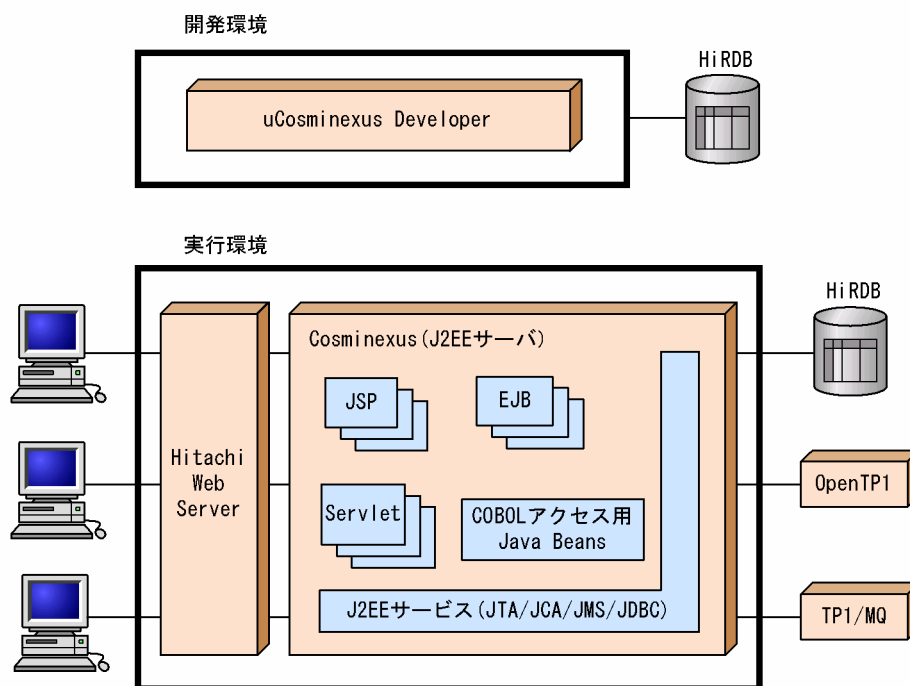 開発環境
HiRDB
uCosminexus Developer
実行環境
HiRDB
Cosminexus(J2EEサーバ)
JSP
EJB
Hitachi
Web
Server
OpenTP1
Servlet
COBOLアクセス用
Java Beans
J2EEサービス(JTA/JCA/JMS/JDBC)
TP1/MQ